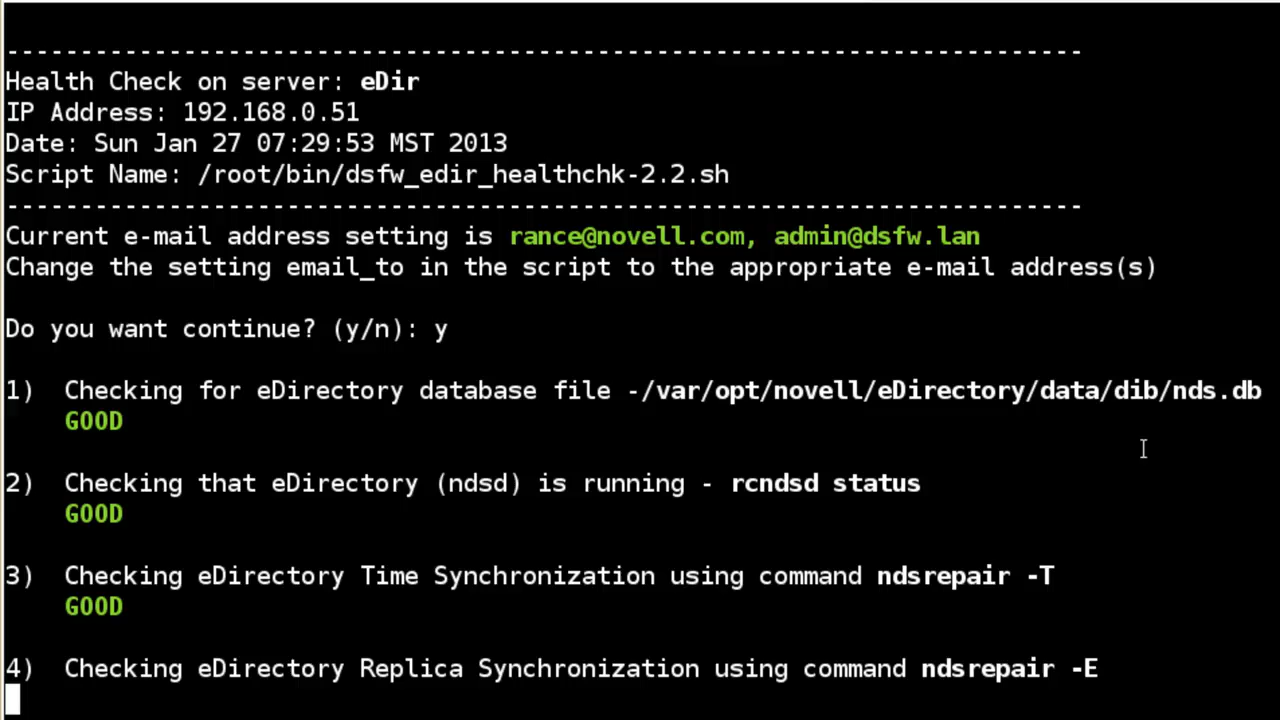 --------------------------------------------------------------------------
Health Check on server: eDir
IP Address: 192.168.0.51
Date: Sun Jan 27 07:29:53 MST 2013
Script Name: /root/bin/dsfw_edir_healthchk-2.2.sh
--------------------------------------------------------------------------
Current e-mail address setting is rance@novell.com, admin@dsfw.lan
Change the setting email_to in the script to the appropriate e-mail address(s)
Do you want continue? (y/n): y
1)  Checking for eDirectory database file -/var/opt/novell/eDirectory/data/dib/nds.db
GOOD
2)  Checking that eDirectory (ndsd) is running - rcndsd status
GOOD
3)  Checking eDirectory Time Synchronization using command ndsrepair -T
GOOD
4)  Checking eDirectory Replica Synchronization using command ndsrepair -E